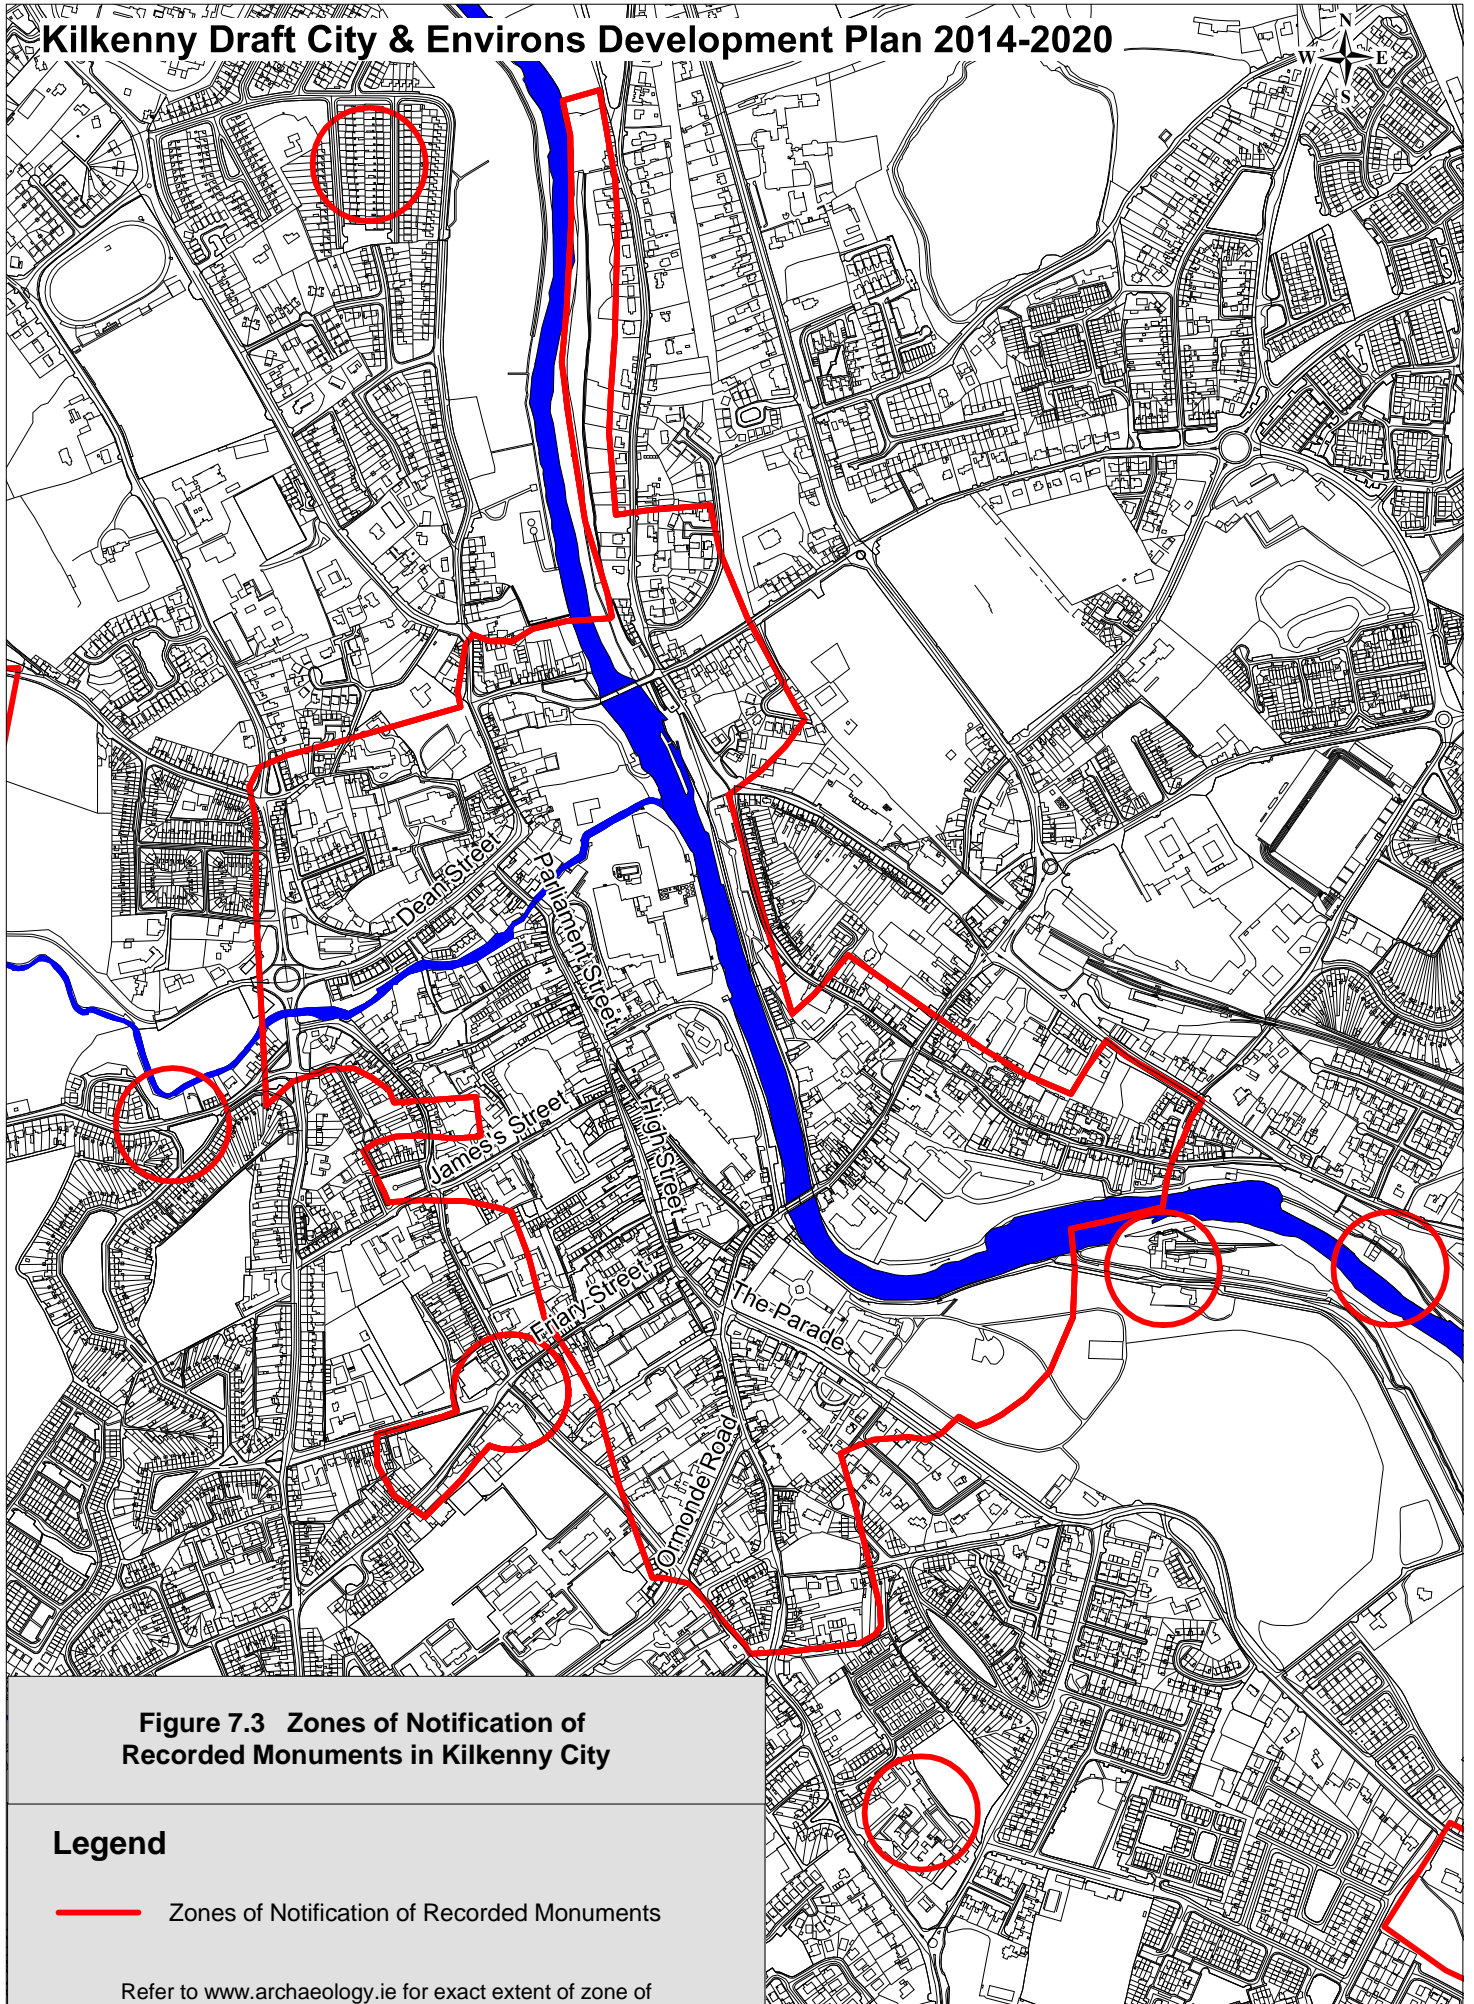 Kilkenny Draft City & Environs Development Plan 2014-2020
N
W
E
S
Dean Street
Parliament Street
James's Street
High Street
Friary Street
The Parade
Ormonde Road
Figure 7.3 Zones of Notification of
Recorded Monuments in Kilkenny City
Legend
Zones of Notification of Recorded Monuments
Refer to www.archaeology.ie for exact extent of zone of